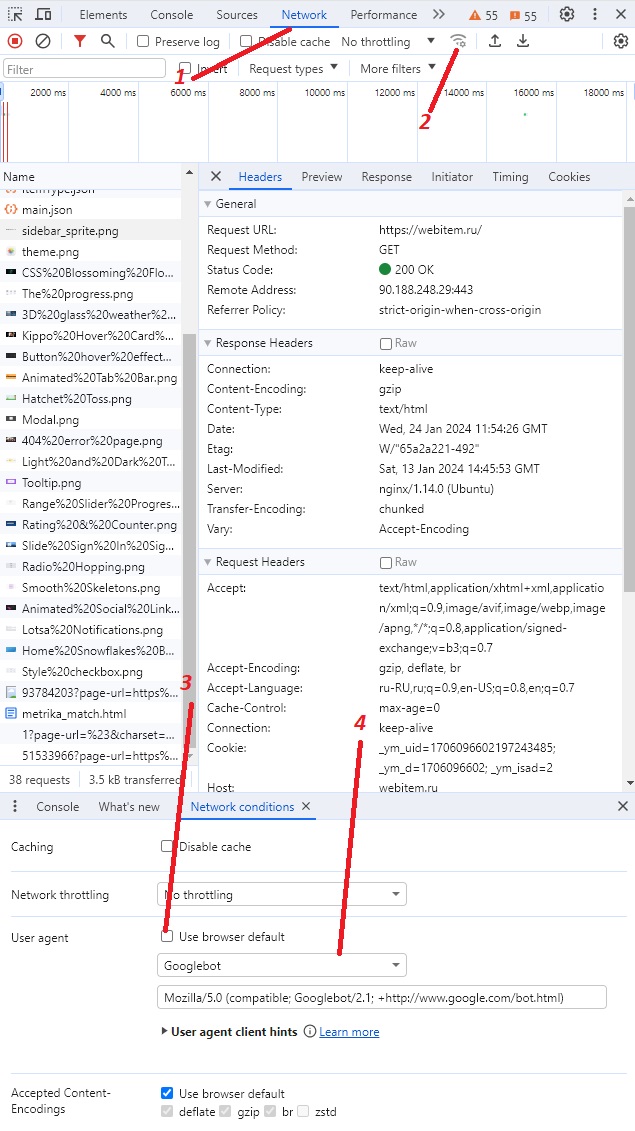 Elements Console Sources Network Performance 55 55
Preserve log Disable cache No throttling
Filter Invert Request types More filters
1
2000 ms 4000 ms 6000 ms 8000 ms 10000 ms 12000 ms 14000 ms 16000 ms 18000 ms
2
Name
itemType.json
main.json
sidebar_sprite.png
theme.png
CSS%20Blossoming%20Flo...
The%20progress.png
3D%20glass%20weather%2...
Kippo%20Hover%20Card%...
Button%20hover%20effect...
Animated%20Tab%20Bar.png
Hatchet%20Toss.png
Modal.png
404%20error%20page.png
Light%20and%20Dark%20T...
Tooltip.png
Range%20Slider%20Progres...
Rating%20&%20Counter.png
Slide%20Sign%20In%20Sig...
Radio%20Hopping.png
Smooth%20Skeletons.png
Animated%20Social%20Link...
Lotsa%20Notifications.png
Home%20Snowflakes%20B...
Style%20checkbox.png
93784203?page-url=https%...
metrika_match.html
1?page-url=%23&charset=...
51533966?page-url=https%...
38 requests 3.5 kB transferred
Headers Preview Response Initiator Timing Cookies
General
Request URL: https://webitem.ru/
Request Method: GET
Status Code: 200 OK
Remote Address: 90.188.248.29:443
Referrer Policy: strict-origin-when-cross-origin
Response Headers Raw
Connection: keep-alive
Content-Encoding: gzip
Content-Type: text/html
Date: Wed, 24 Jan 2024 11:54:26 GMT
Etag: W/"65a2a221-492"
Last-Modified: Sat, 13 Jan 2024 14:45:53 GMT
Server: nginx/1.14.0 (Ubuntu)
Transfer-Encoding: chunked
Vary: Accept-Encoding
Request Headers Raw
Accept: text/html,application/xhtml+xml,applicatio
n/xml;q=0.9,image/avif,image/webp,image
/apng,*/*;q=0.8,application/signed-
exchange;v=b3;q=0.7
Accept-Encoding: gzip, deflate, br
Accept-Language: ru-RU,ru;q=0.9,en-US;q=0.8,en;q=0.7
Cache-Control: max-age=0
Connection: keep-alive
Cookie: _ym_uid=1706096602197243485;
_ym_d=1706096602; _ym_isad=2
Host: webitem.ru
3
4
Console What's new Network conditions
Caching Disable cache
Network throttling No throttling
User agent Use browser default
Googlebot
Mozilla/5.0 (compatible; Googlebot/2.1; +http://www.google.com/bot.html)
User agent client hints Learn more
Accepted Content-
Encodings Use browser default
deflate gzip br zstd